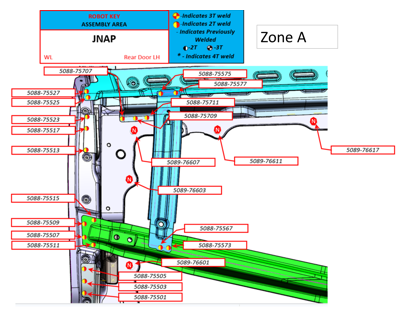 ROBOT KEY
ASSEMBLY AREA
JNAP
WL Rear Door LH
indicates 3T weld
indicates 2T weld
- Indicates Previously
Welded
-2T -3T
* - Indicates 4T weld
Zone A
5088-75707
5088-75575
5088-75577
5088-75527
5088-75525
5088-75711
5088-75709
5088-75523
5088-75517
5088-75513
N
N
N
5089-76617
5089-76607
5089-76611
N
5089-76603
5088-75515
5088-75509
5088-75507
5088-75511
5088-75567
5088-75573
N
5089-76601
5088-75505
5088-75503
5088-75501